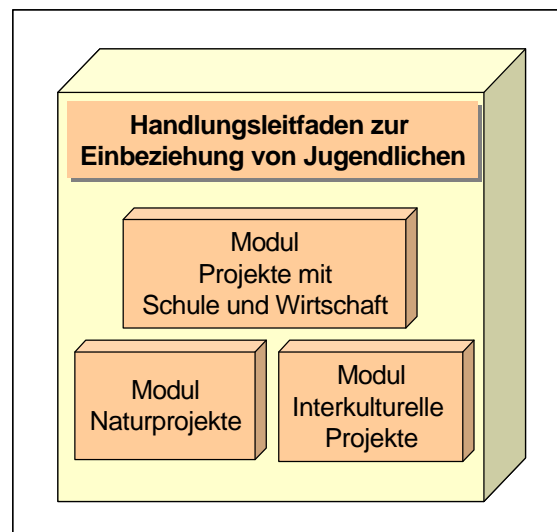 Handlungsleitfaden zur
Einbeziehung von Jugendlichen
Modul
Projekte mit
Schule und Wirtschaft
Modul
Naturprojekte
Modul
Interkulturelle
Projekte